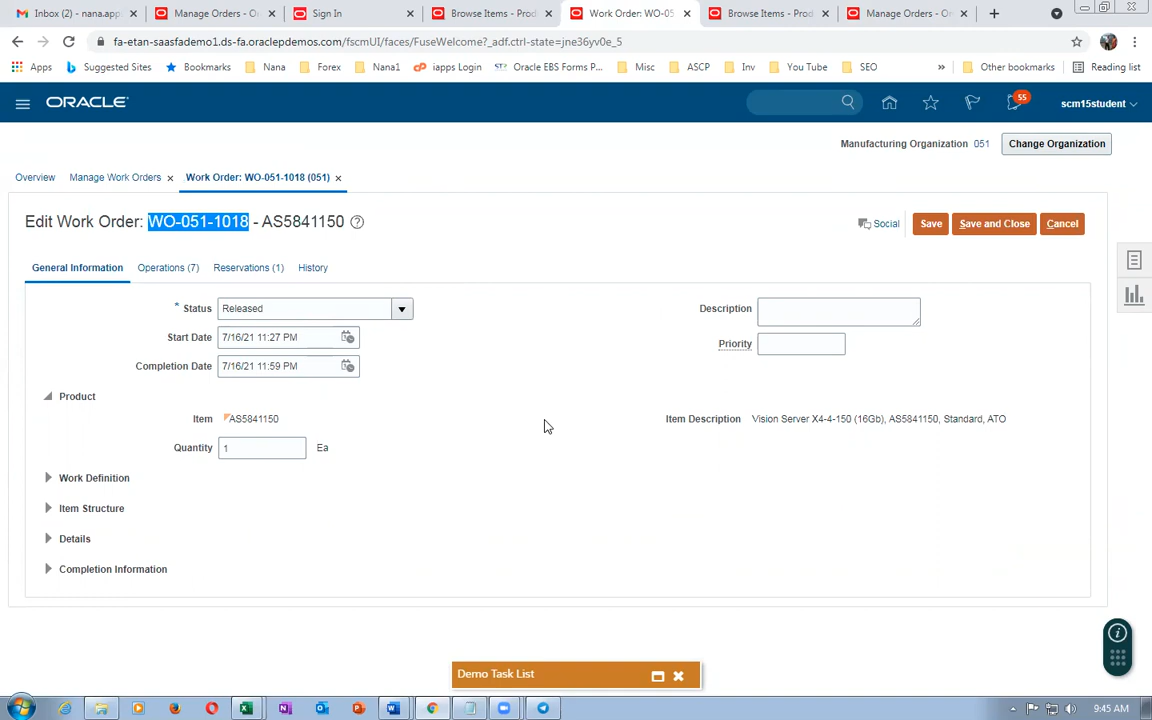 Inbox (2) - nana.appl
Manage Orders - Or
Sign In
Browse Items - Prod
Work Order: WO-05
Browse Items - Prod
Manage Orders - Or
fa-etan-saasfademo1.ds-fa.oraclepdemos.com/fscmUI/faces/FuseWelcome?_adf.ctrl-state=jne36yv0e_5
Apps
Suggested Sites
Bookmarks
Nana
Forex
Nana1
iapps Login
Oracle EBS Forms P...
Misc
ASCP
Inv
You Tube
SEO
»
Other bookmarks
Reading list
ORACLE
55
scm15student
Manufacturing Organization 051
Change Organization
Overview
Manage Work Orders
Work Order: WO-051-1018 (051)
Edit Work Order: WO-051-1018 - AS5841150
Social
Save
Save and Close
Cancel
General Information
Operations (7)
Reservations (1)
History
* Status Released
Description
Start Date 7/16/21 11:27 PM
Priority
Completion Date 7/16/21 11:59 PM
Product
Item AS5841150
Item Description Vision Server X4-4-150 (16Gb), AS5841150, Standard, ATO
Quantity 1 Ea
Work Definition
Item Structure
Details
Completion Information
Demo Task List
9:45 AM